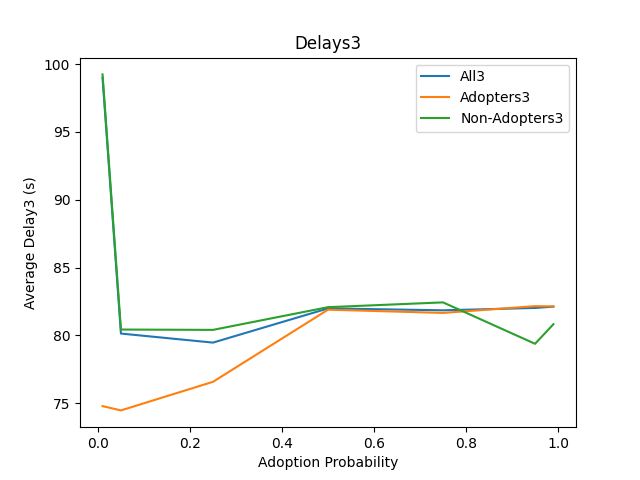 Delays3
All3
Adopters3
Non-Adopters3
Average Delay3 (s)
100
95
90
85
80
75
0.0 0.2 0.4 0.6 0.8 1.0
Adoption Probability